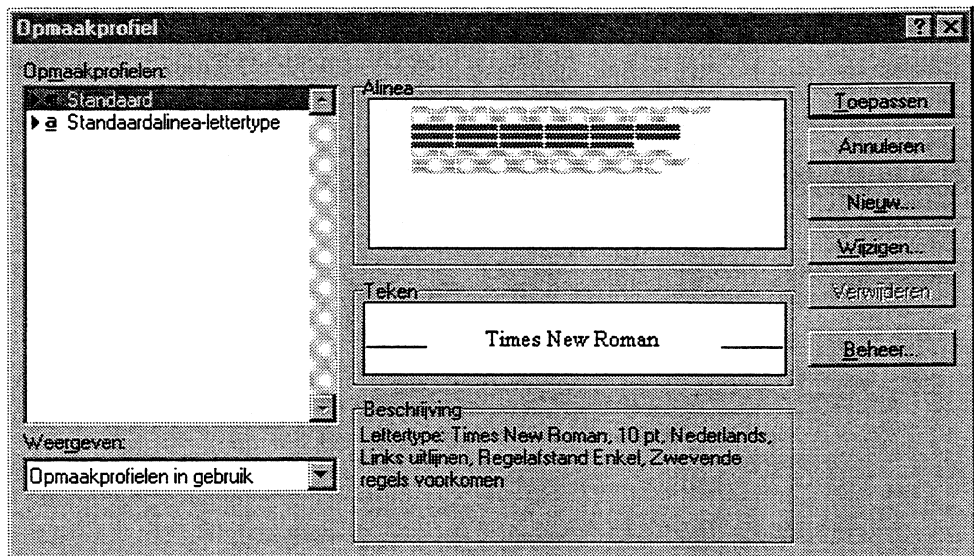 Opmaakprofiel
Opmaakprofielen:
Standaard
a Standaardalinea-lettertype
Weergeven:
Opmaakprofielen in gebruik
Alinea
Teken
Times New Roman
Beschrijving
Lettertype: Times New Roman, 10 pt, Nederlands,
Links uitlijnen, Regelafstand Enkel, Zwevende
regels voorkomen
Toepassen
Annuleren
Nieuw...
Wijzigen...
Verwijderen
Beheer...